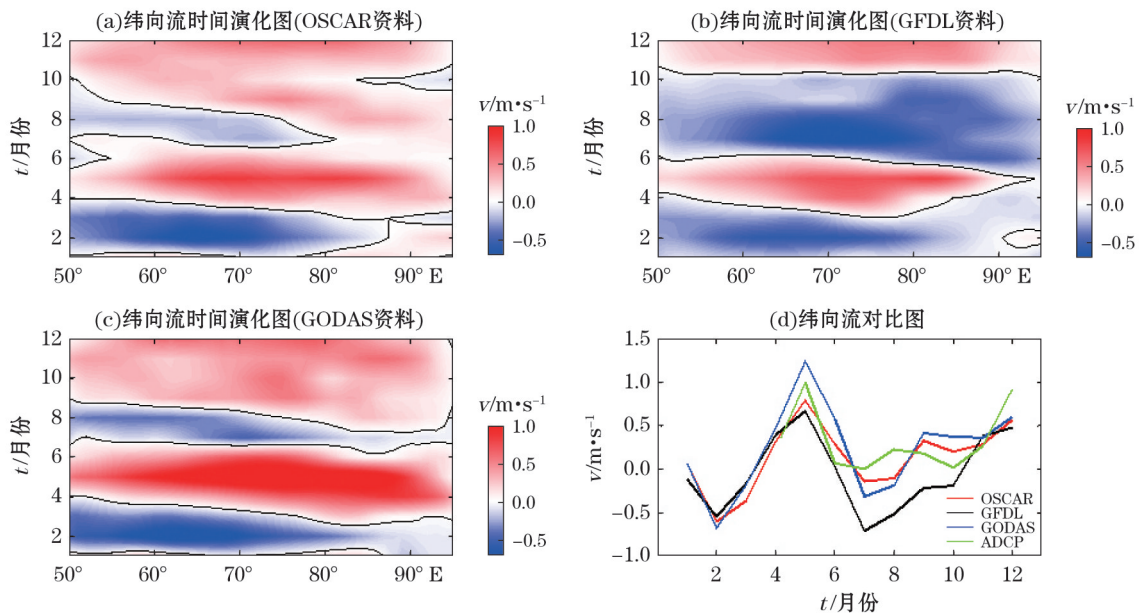 (a)纬向流时间演化图(OSCAR资料)
12
10
8
6
4
2
t/月份
50°
60°
70°
80°
90° E
v/m•s⁻¹
1.0
0.5
0.0
−0.5
(b)纬向流时间演化图(GFDL资料)
12
10
8
6
4
2
t/月份
50°
60°
70°
80°
90° E
v/m•s⁻¹
1.0
0.5
0.0
−0.5
(c)纬向流时间演化图(GODAS资料)
12
10
8
6
4
2
t/月份
50°
60°
70°
80°
90° E
v/m•s⁻¹
1.0
0.5
0.0
−0.5
(d)纬向流对比图
1.5
1.0
0.5
0.0
−0.5
−1.0
v/m•s⁻¹
OSCAR
GFDL
GODAS
ADCP
2
4
6
8
10
12
t/月份